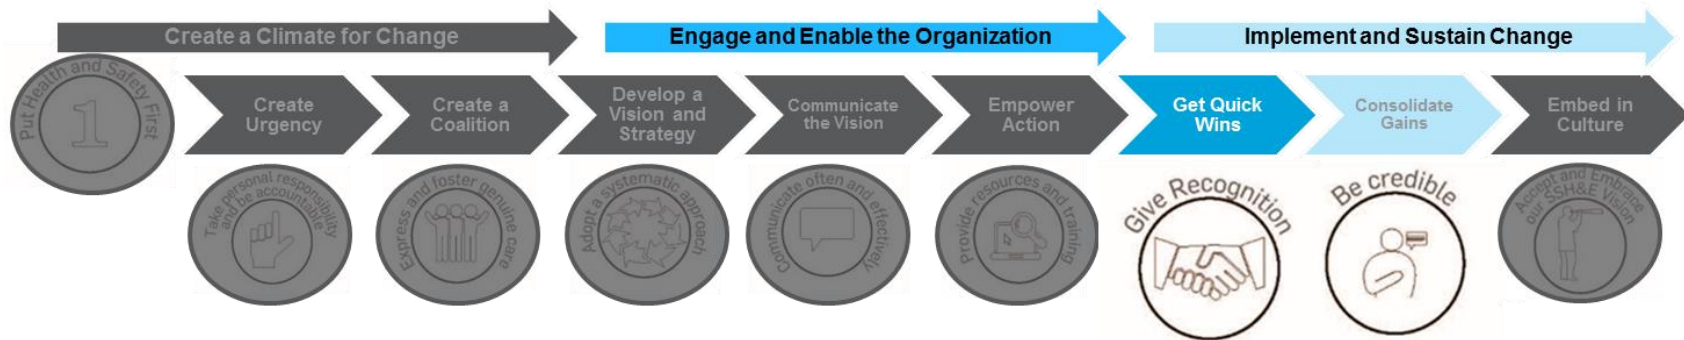 Create a Climate for Change
Engage and Enable the Organization
Implement and Sustain Change
Put Health and Safety First
1
Create
Urgency
Create a
Coalition
Develop a
Vision and
Strategy
Communicate
the Vision
Empower
Action
Get Quick
Wins
Consolidate
Gains
Embed in
Culture
Take personal responsibility
and be accountable
Express and foster genuine care
Adopt a systematic approach
Communicate often and effectively
Provide resources and training
Give Recognition
Be credible
Accept and Embrace
our SSH&E Vision